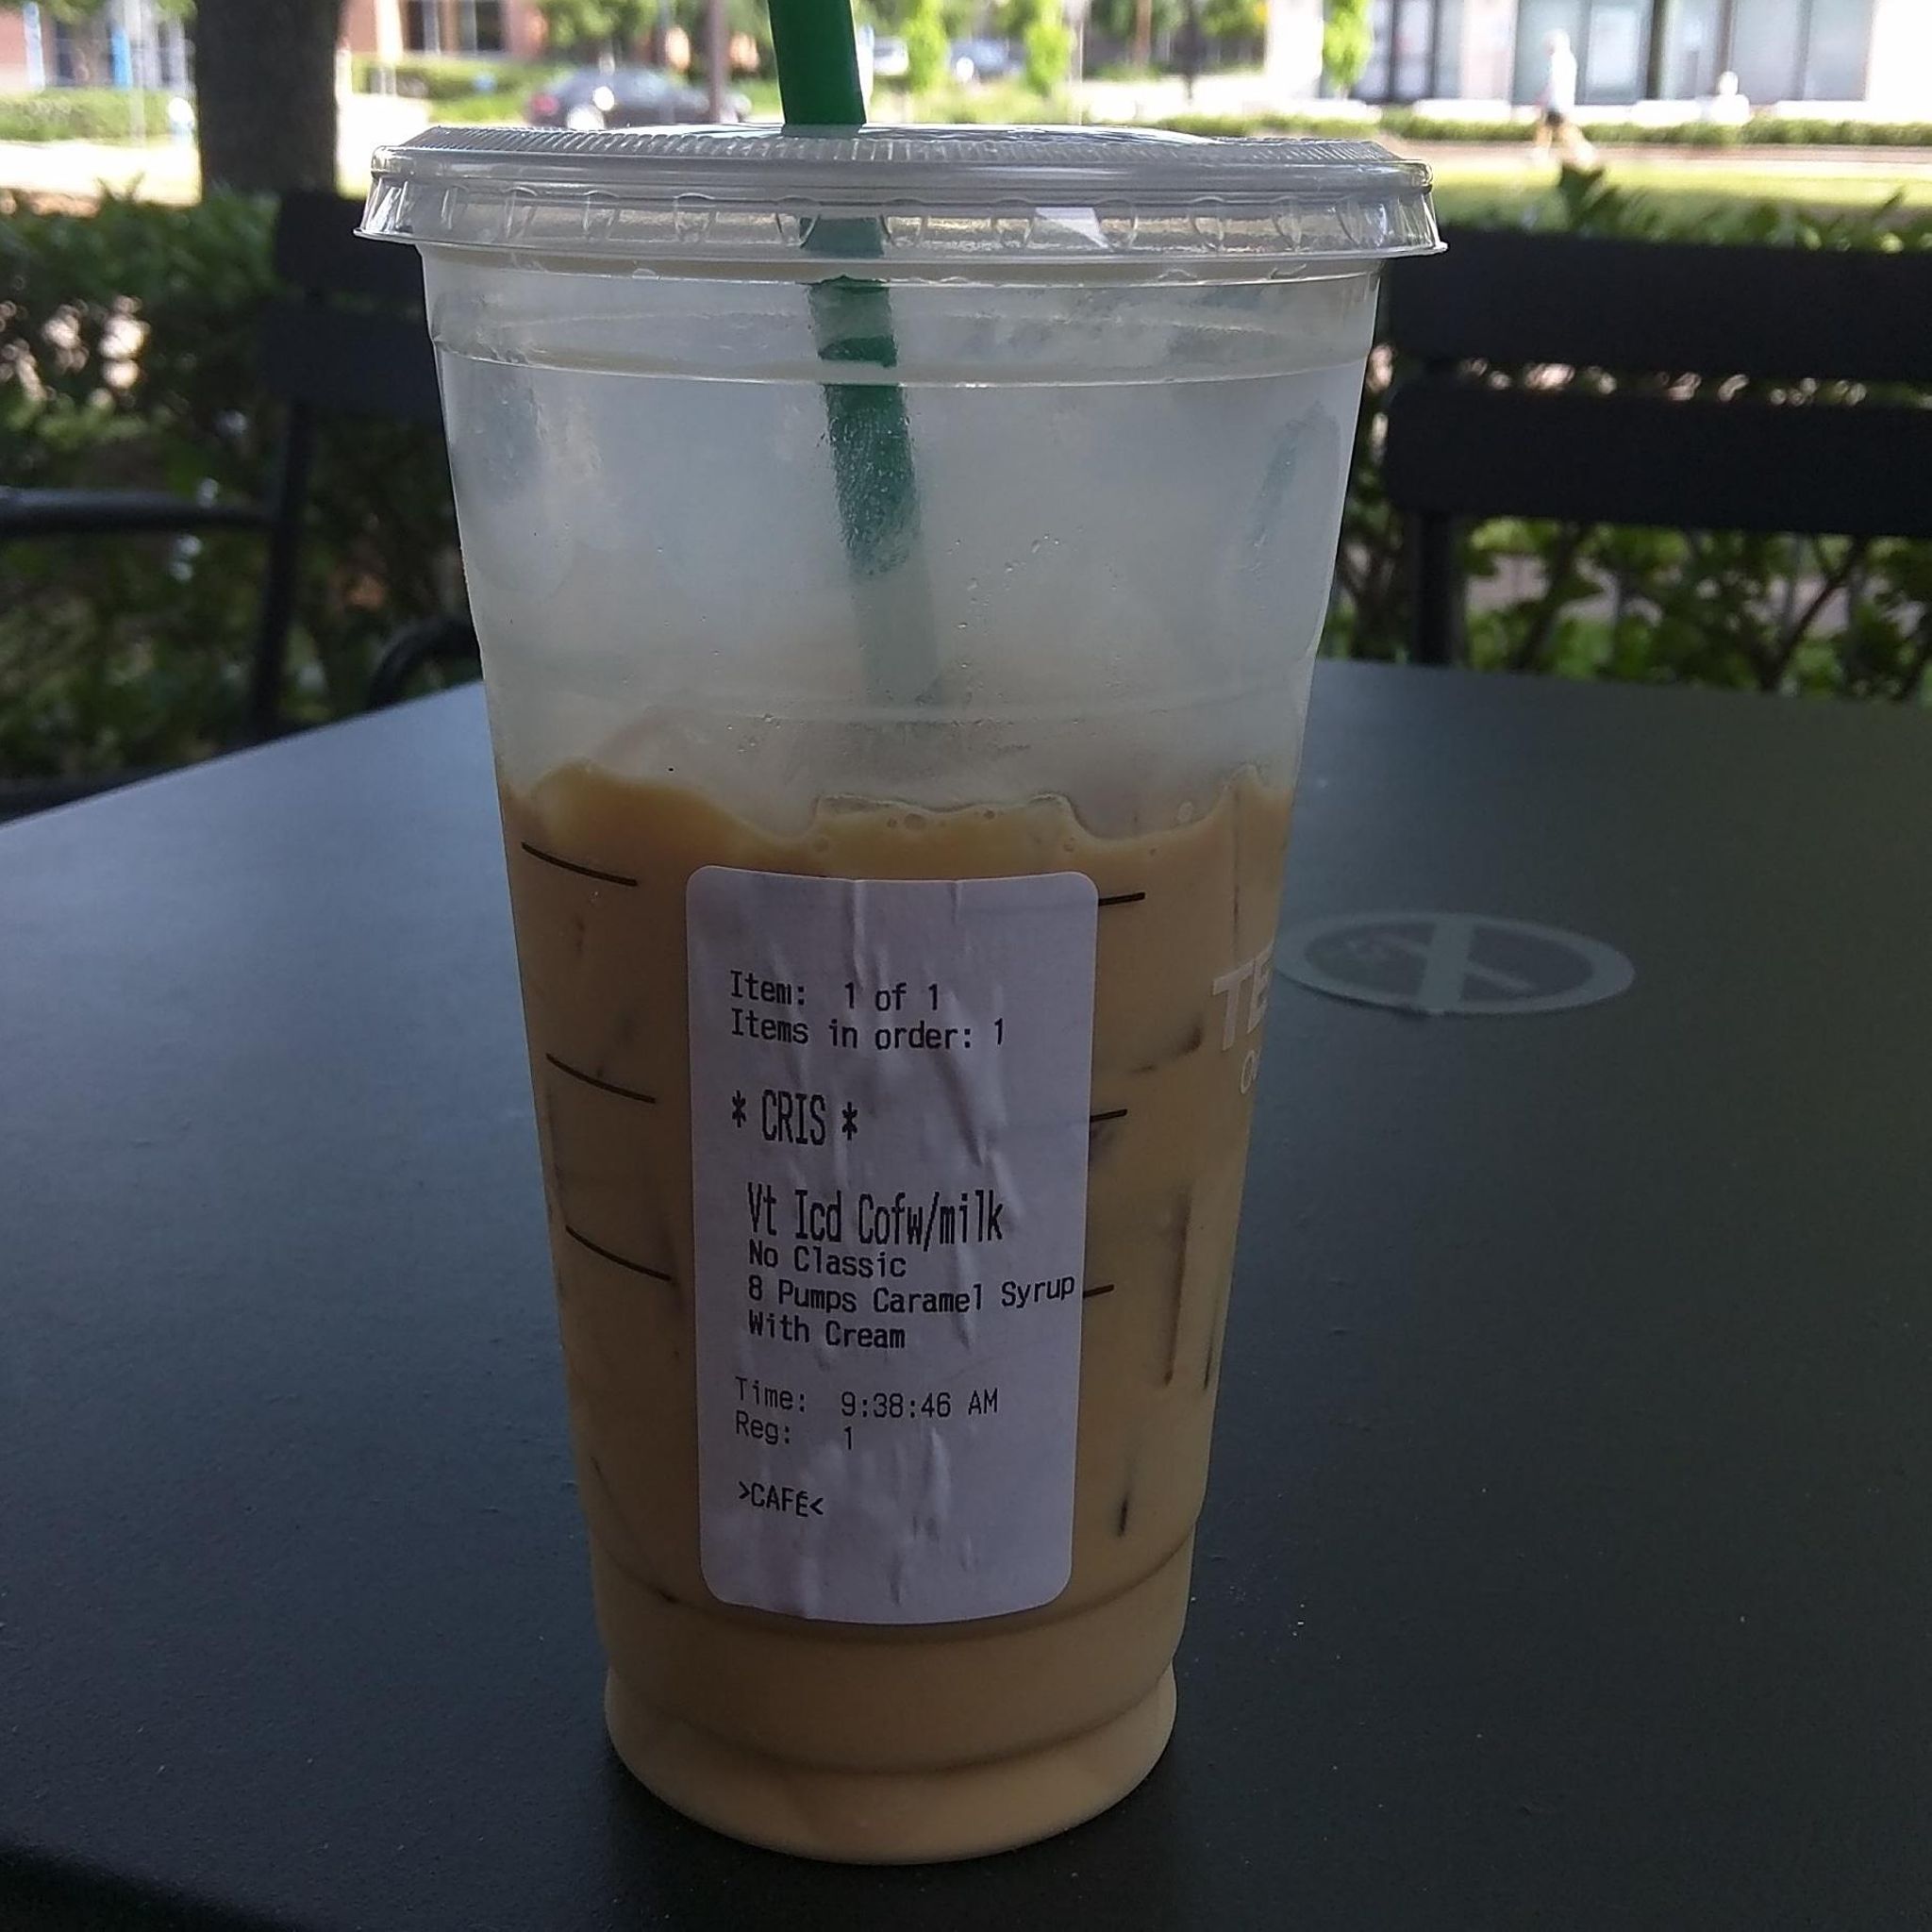 Item: 1 of 1
Items in order: 1
* CRIS *
Vt Icd Cofw/milk
No Classic
8 Pumps Caramel Syrup
With Cream
Time: 9:38:46 AM
Reg: 1
>CAFÉ<
TE